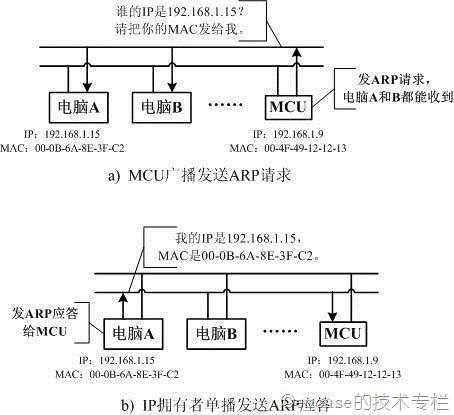 谁的IP是192.168.1.15?
请把你的MAC发给我。
发ARP请求,
电脑A和B都能收到
电脑A
电脑B
······
MCU
IP: 192.168.1.15
MAC: 00-0B-6A-8E-3F-C2
IP: 192.168.1.9
MAC: 00-4F-49-12-12-13
a) MCU广播发送ARP请求
我的IP是192.168.1.15,
MAC是00-0B-6A-8E-3F-C2。
发ARP应答
给MCU
电脑A
电脑B
······
MCU
IP: 192.168.1.15
MAC: 00-0B-6A-8E-3F-C2
IP: 192.168.1.9
MAC: 00-4F-49-12-12-13
b) IP拥有者单播发送ARP应答
的技术专栏